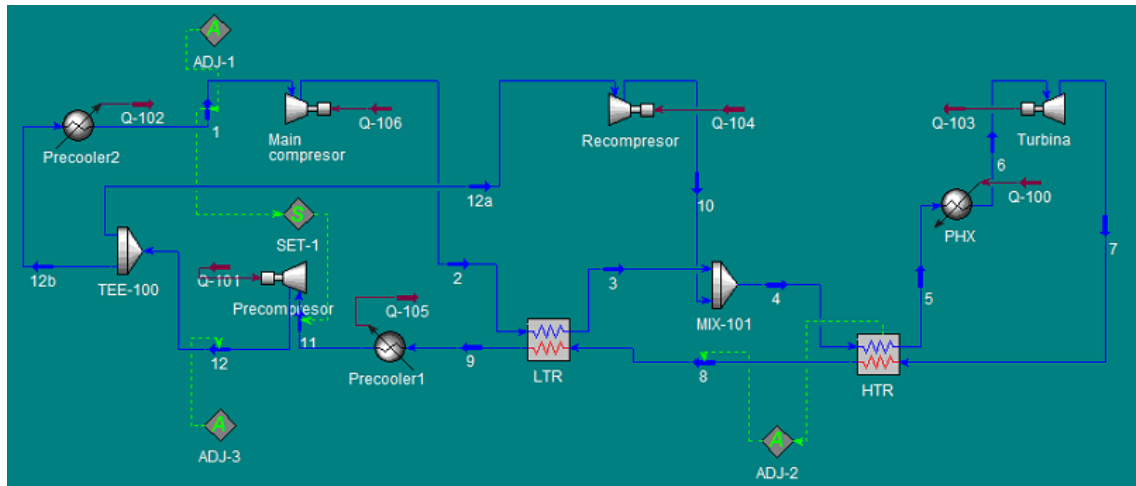 A
ADJ-1
Q-102
Precooler2
1
Main
compresor
Q-106
Recompresor
Q-104
Q-103
Turbina
6
12a
10
Q-100
PHX
7
S
SET-1
12b
TEE-100
Q-101
Precompresor
2
3
MIX-101
4
5
Q-105
12
11
Precooler1
9
LTR
8
HTR
A
ADJ-3
A
ADJ-2